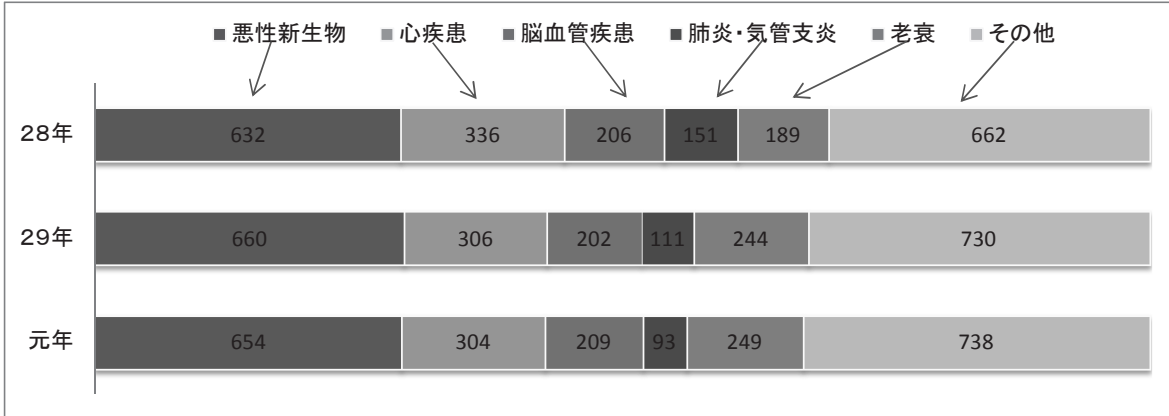 ■悪性新生物 ■心疾患 ■脳血管疾患 ■肺炎・気管支炎 ■老衰 ■その他
28年 632 336 206 151 189 662
29年 660 306 202 111 244 730
元年 654 304 209 93 249 738